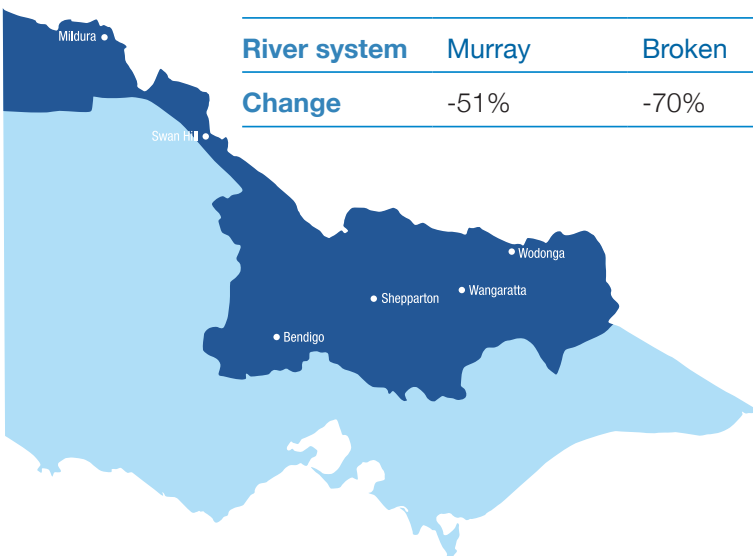 River system Murray Broken
Change -51% -70%
Mildura
Swan Hill
Wodonga
Wangaratta
Shepparton
Bendigo